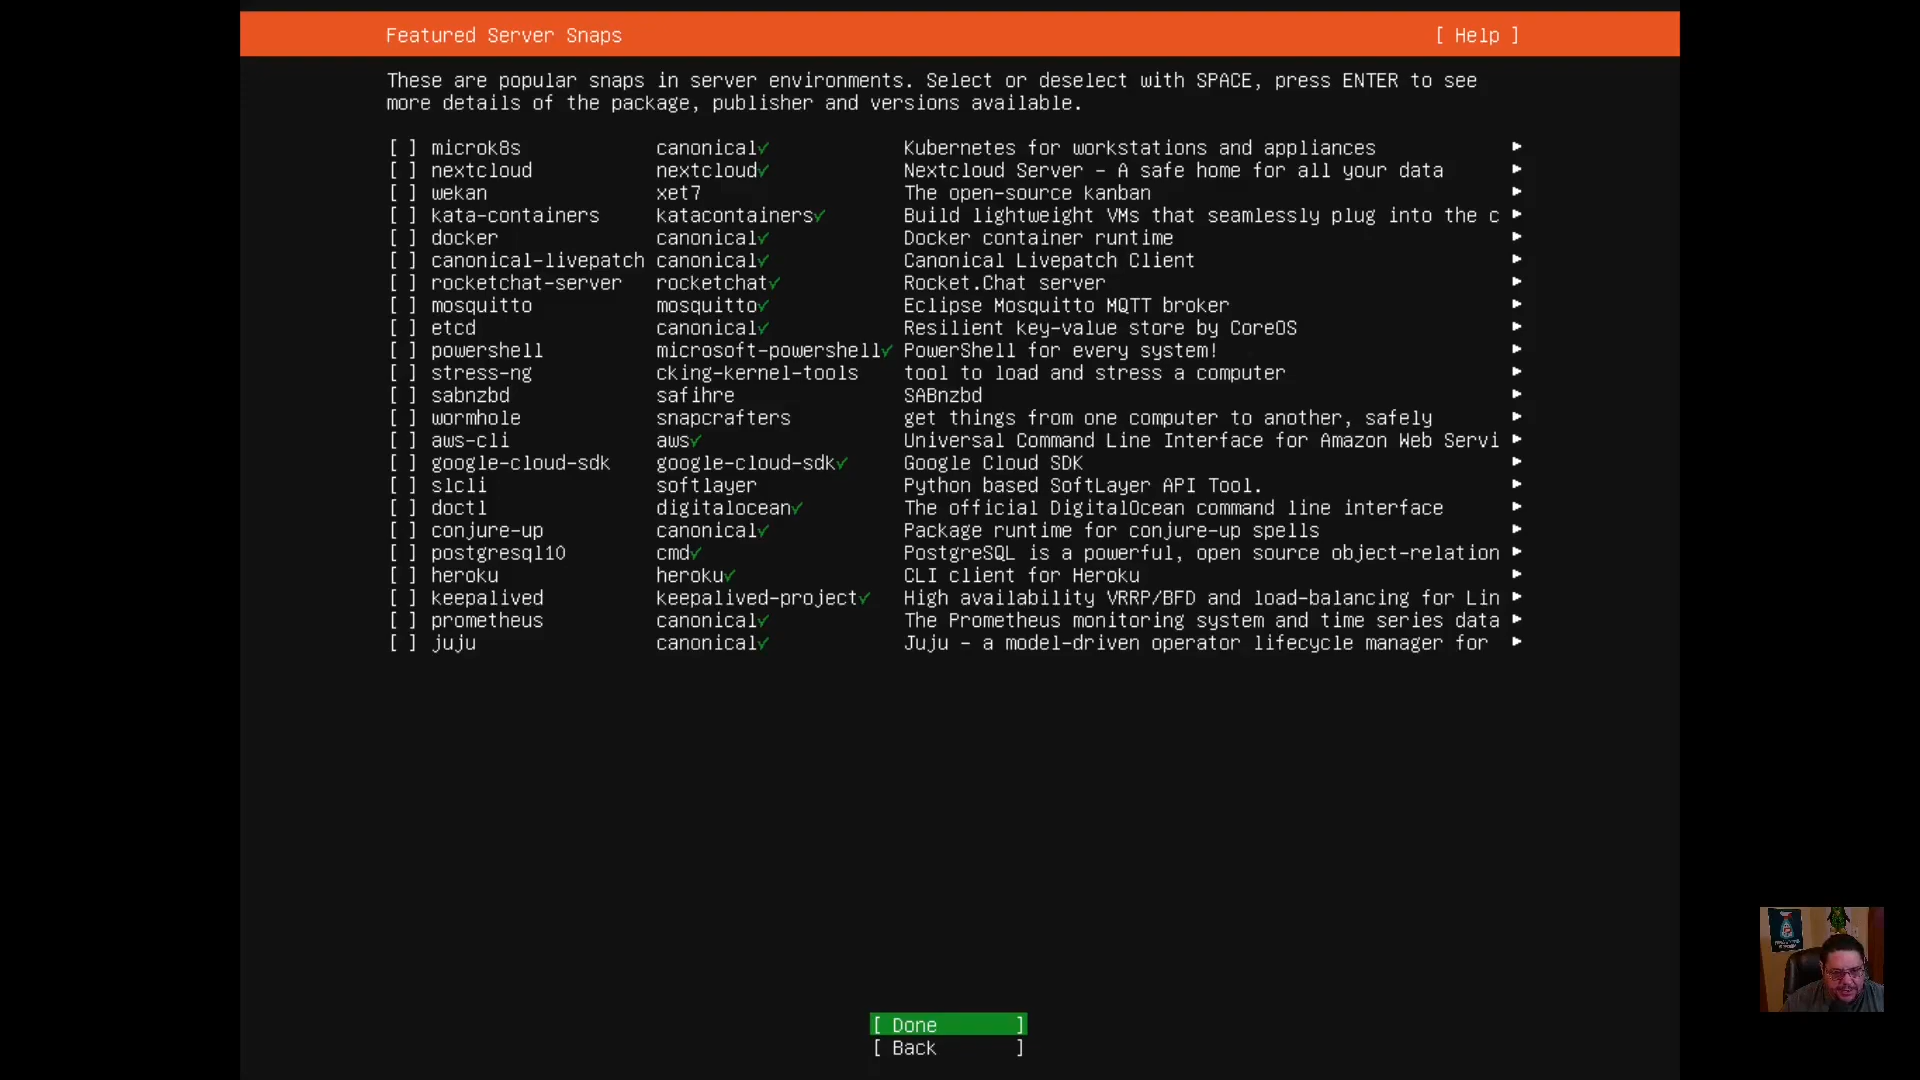 Featured Server Snaps [ Help ]
These are popular snaps in server environments. Select or deselect with SPACE, press ENTER to see
more details of the package, publisher and versions available.
[ ] microk8s canonical✓ Kubernetes for workstations and appliances ▶
[ ] nextcloud nextcloud✓ Nextcloud Server - A safe home for all your data ▶
[ ] wekan xet7 The open-source kanban ▶
[ ] kata-containers katacontainers✓ Build lightweight VMs that seamlessly plug into the c ▶
[ ] docker canonical✓ Docker container runtime ▶
[ ] canonical-livepatch canonical✓ Canonical Livepatch Client ▶
[ ] rocketchat-server rocketchat✓ Rocket.Chat server ▶
[ ] mosquitto mosquitto✓ Eclipse Mosquitto MQTT broker ▶
[ ] etcd canonical✓ Resilient key-value store by CoreOS ▶
[ ] powershell microsoft-powershell✓ PowerShell for every system! ▶
[ ] stress-ng cking-kernel-tools tool to load and stress a computer ▶
[ ] sabnzbd safihre SABnzbd ▶
[ ] wormhole snapcrafters get things from one computer to another, safely ▶
[ ] aws-cli aws✓ Universal Command Line Interface for Amazon Web Servi ▶
[ ] google-cloud-sdk google-cloud-sdk✓ Google Cloud SDK ▶
[ ] slcli softlayer Python based SoftLayer API Tool. ▶
[ ] doctl digitalocean✓ The official DigitalOcean command line interface ▶
[ ] conjure-up canonical✓ Package runtime for conjure-up spells ▶
[ ] postgresql10 cmd✓ PostgreSQL is a powerful, open source object-relation ▶
[ ] heroku heroku✓ CLI client for Heroku ▶
[ ] keepalived keepalived-project✓ High availability VRRP/BFD and load-balancing for Lin ▶
[ ] prometheus canonical✓ The Prometheus monitoring system and time series data ▶
[ ] juju canonical✓ Juju - a model-driven operator lifecycle manager for ▶
[ Done ]
[ Back ]